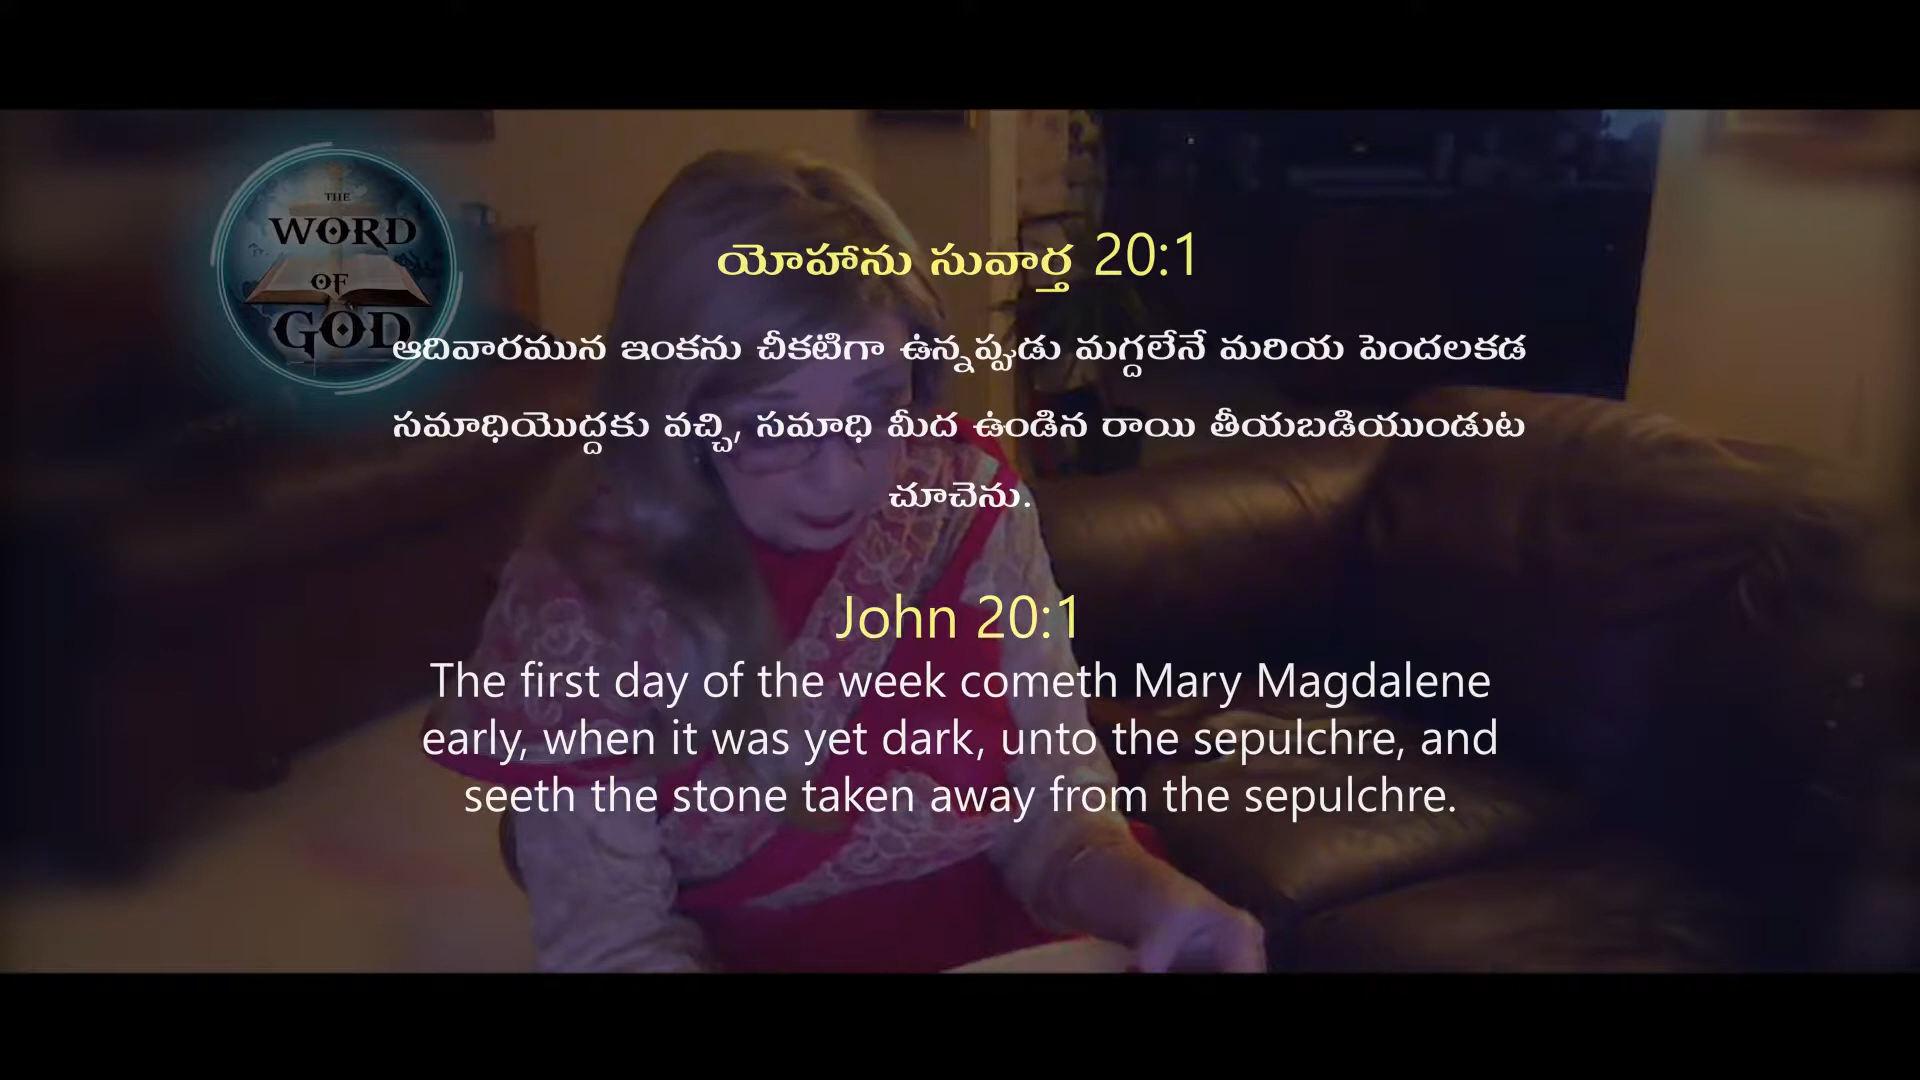 THE
WORD
OF
GOD
యోహాను సువార్త 20:1
ఆదివారమున ఇంకను చీకటిగా ఉన్నప్పుడు మగ్దలేనే మరియ పెందలకడ
సమాధియొద్దకు వచ్చి, సమాధి మీద ఉండిన రాయి తీయబడియుండుట
చూచెను.
John 20:1
The first day of the week cometh Mary Magdalene
early, when it was yet dark, unto the sepulchre, and
seeth the stone taken away from the sepulchre.